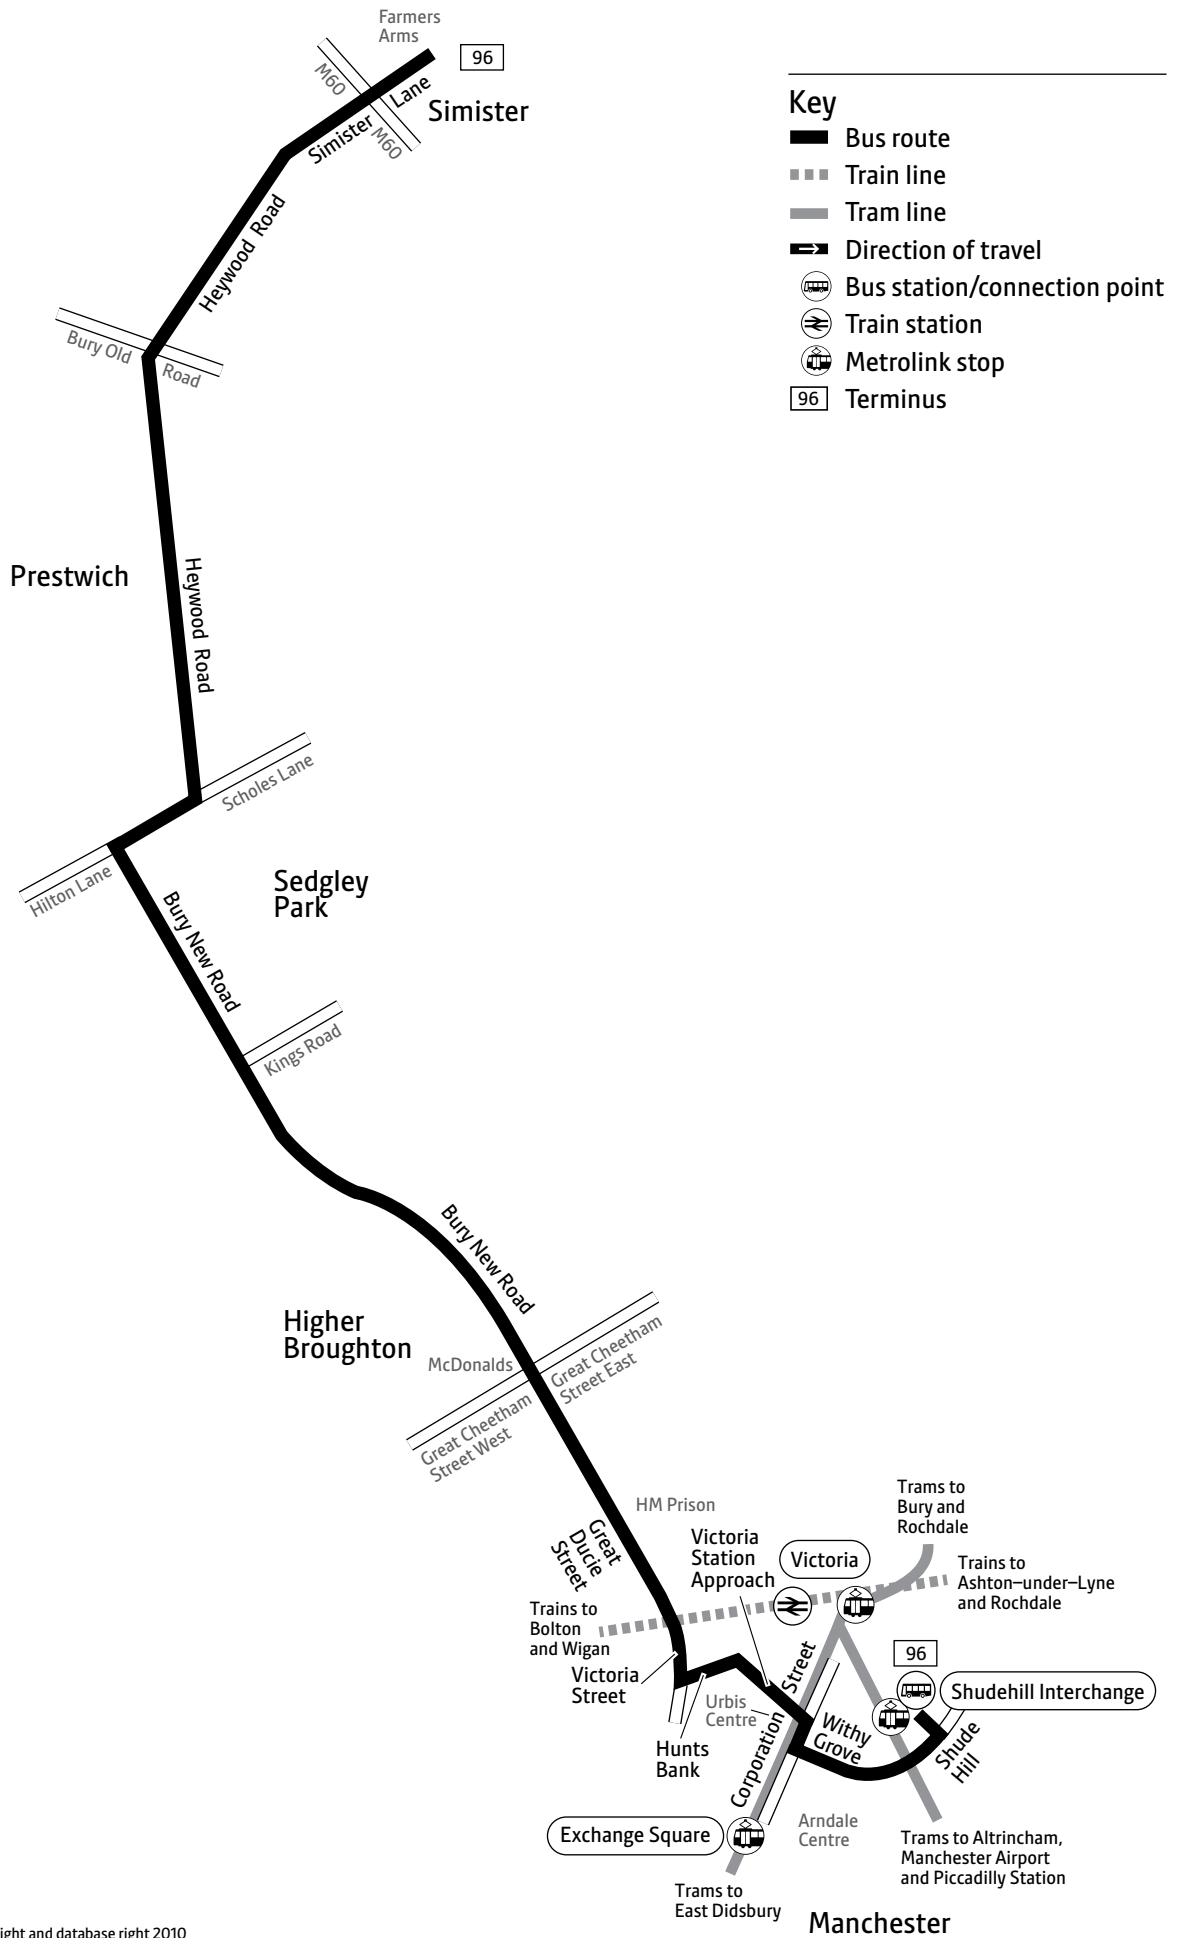 Farmers
Arms
96
M60
Simister Lane
M60
Simister
Key
Bus route
Train line
Tram line
Direction of travel
Bus station/connection point
Train station
Metrolink stop
96 Terminus
Heywood Road
Bury Old Road
Prestwich
Heywood Road
Scholes Lane
Hilton Lane
Sedgley
Park
Bury New Road
Kings Road
Bury New Road
Higher
Broughton
McDonalds
Great Cheetham
Street East
Great Cheetham
Street West
HM Prison
Great
Ducie
Street
Victoria
Station
Approach
Victoria
Trams to
Bury and
Rochdale
Trains to
Ashton–under–Lyne
and Rochdale
Trains to
Bolton
and Wigan
Victoria
Street
96
Shudehill Interchange
Urbis
Centre
Corporation Street
Withy
Grove
Shude
Hill
Hunts
Bank
Exchange Square
Arndale
Centre
Trams to Altrincham,
Manchester Airport
and Piccadilly Station
Trams to
East Didsbury
Manchester
ight and database right 2010